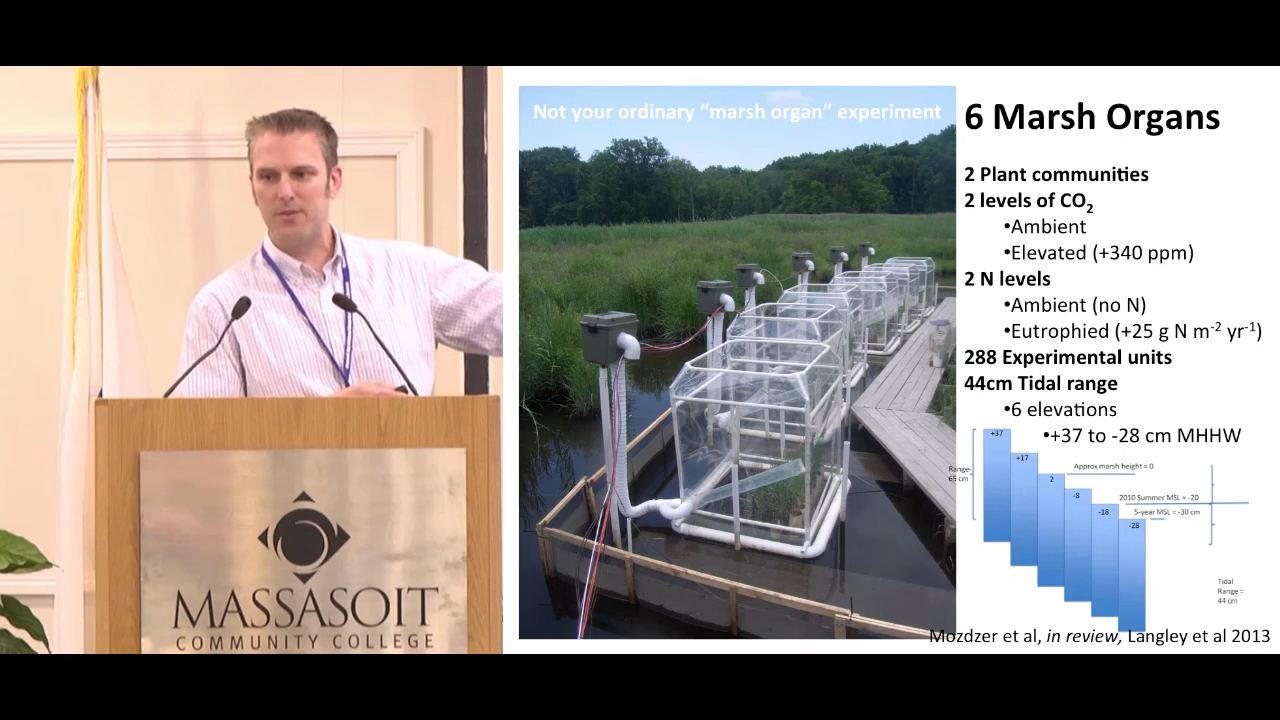 MASSASOIT
COMMUNITY COLLEGE
Not your ordinary “marsh organ” experiment
6 Marsh Organs
2 Plant communities
2 levels of CO₂
•Ambient
•Elevated (+340 ppm)
2 N levels
•Ambient (no N)
•Eutrophied (+25 g N m⁻² yr⁻¹)
288 Experimental units
44cm Tidal range
•6 elevations
•+37 to -28 cm MHHW
+37
+17
2
-8
-18
-28
Range-
65 cm
Approx marsh height = 0
2010 Summer MSL = -20
5-year MSL = -30 cm
Tidal
Range =
44 cm
Mozdzer et al, in review, Langley et al 2013